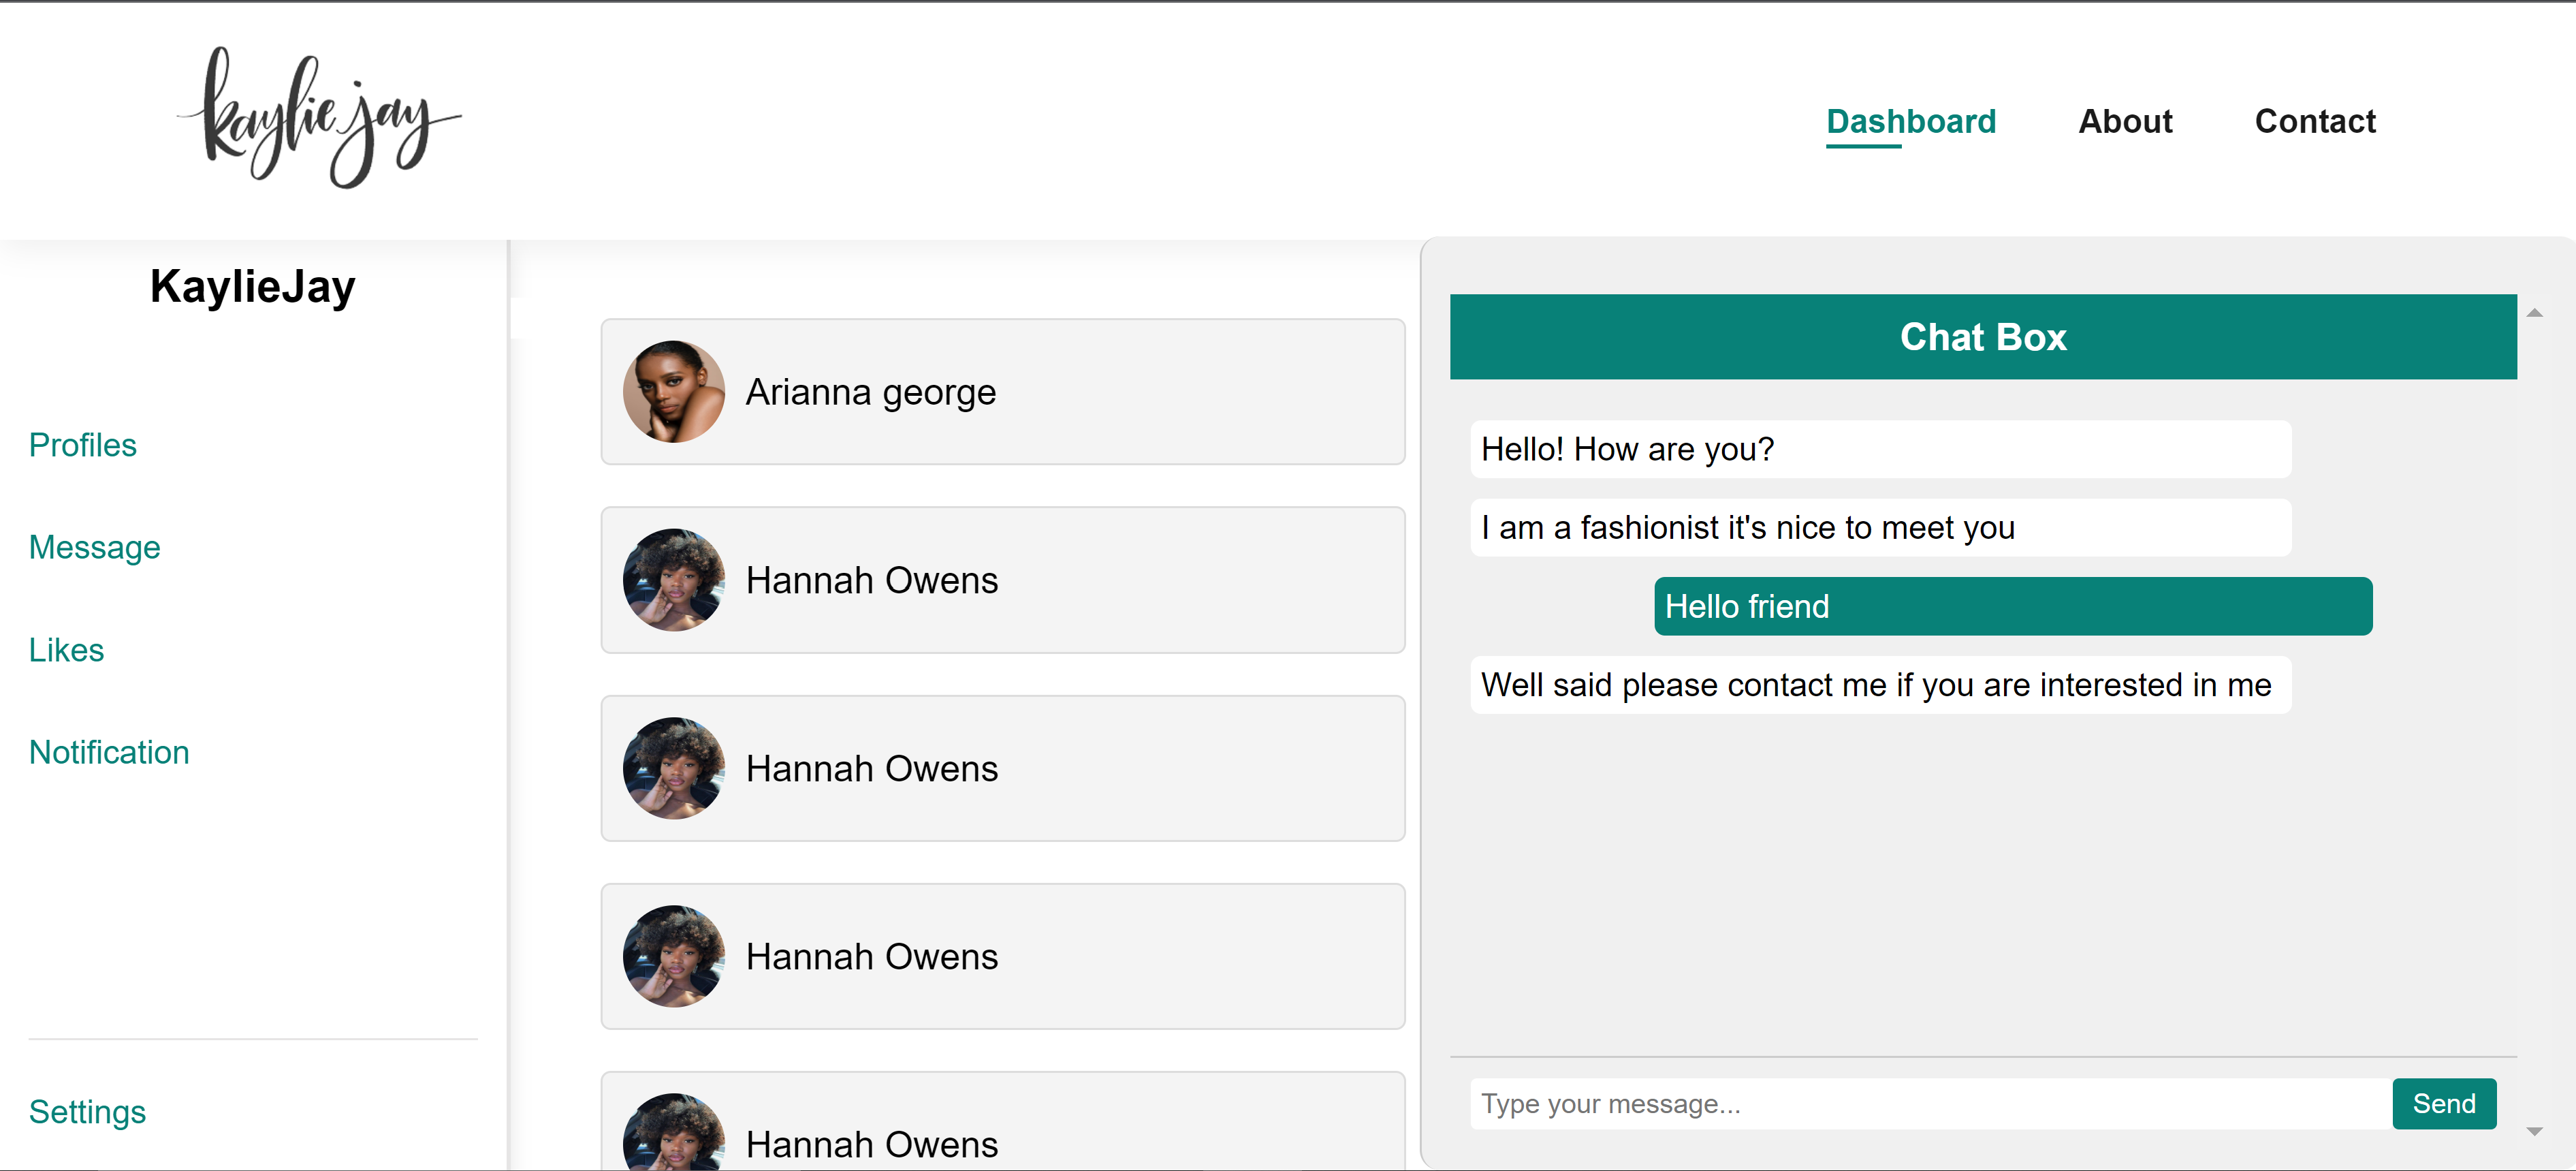 kaylie jay
Dashboard About Contact
KaylieJay
Profiles
Message
Likes
Notification
Settings
Arianna george
Hannah Owens
Hannah Owens
Hannah Owens
Hannah Owens
Chat Box
Hello! How are you?
I am a fashionist it's nice to meet you
Hello friend
Well said please contact me if you are interested in me
Type your message...
Send